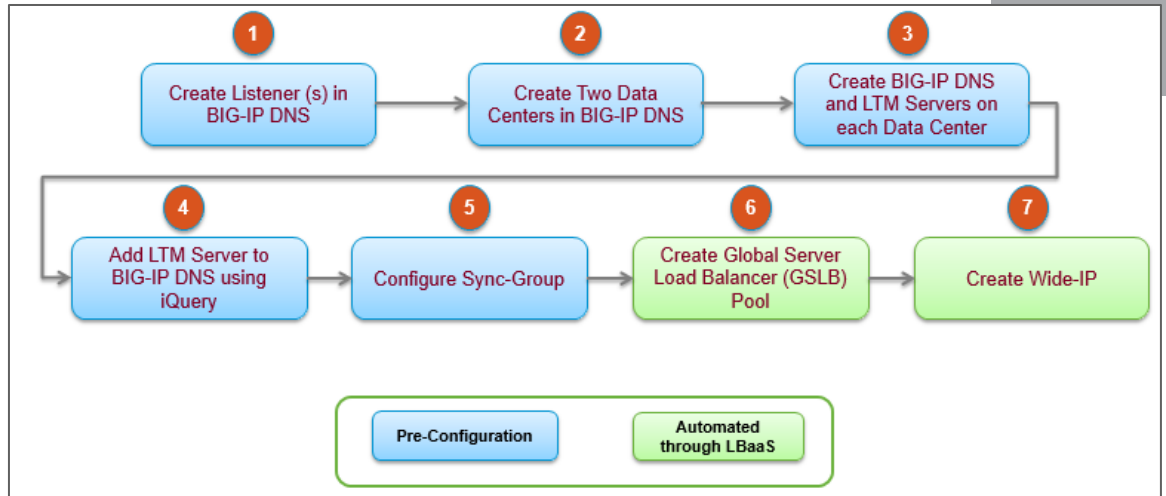 1
2
3
Create Listener (s) in
BIG-IP DNS
Create Two Data
Centers in BIG-IP DNS
Create BIG-IP DNS
and LTM Servers on
each Data Center
4
5
6
7
Add LTM Server to
BIG-IP DNS using
iQuery
Configure Sync-Group
Create Global Server
Load Balancer (GSLB)
Pool
Create Wide-IP
Pre-Configuration
Automated
through LBaaS